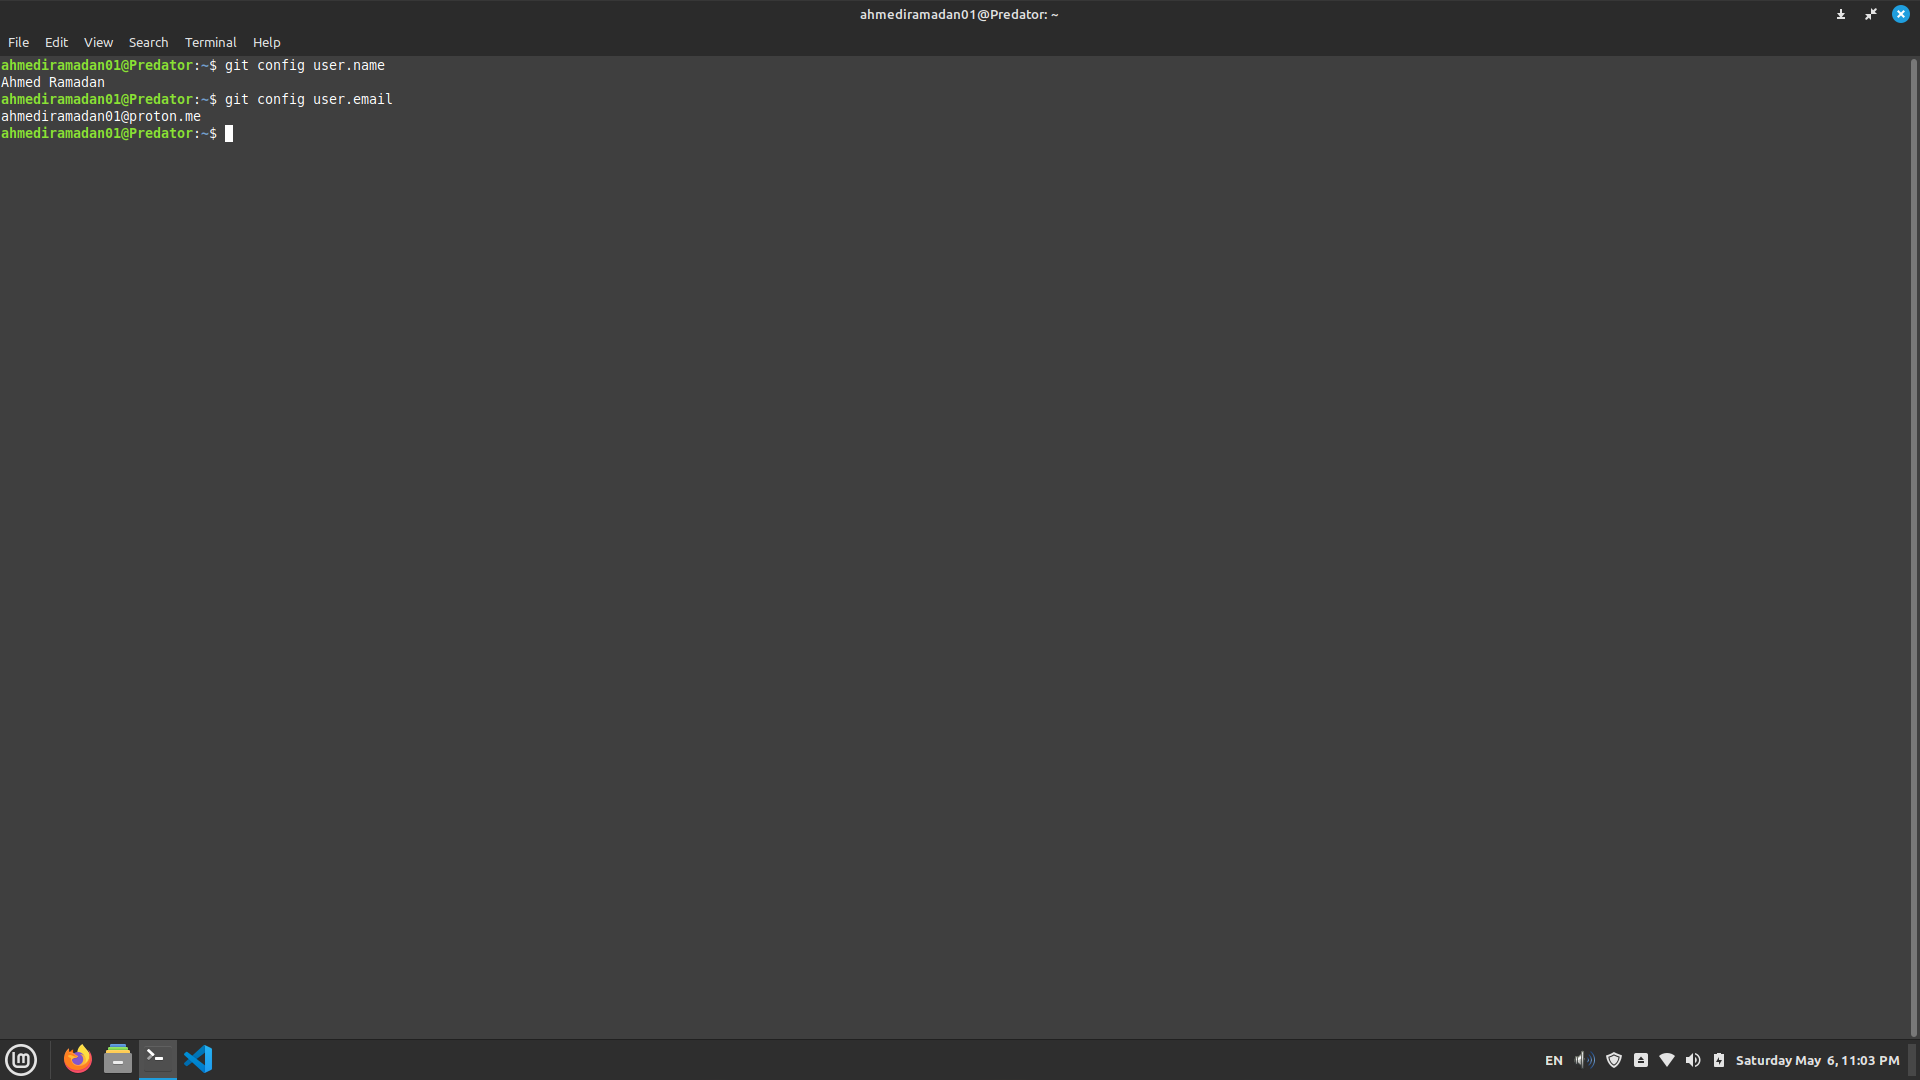 ahmediramadan01@Predator: ~
File Edit View Search Terminal Help
ahmediramadan01@Predator:~$ git config user.name
Ahmed Ramadan
ahmediramadan01@Predator:~$ git config user.email
ahmediramadan01@proton.me
ahmediramadan01@Predator:~$
EN Saturday May 6, 11:03 PM